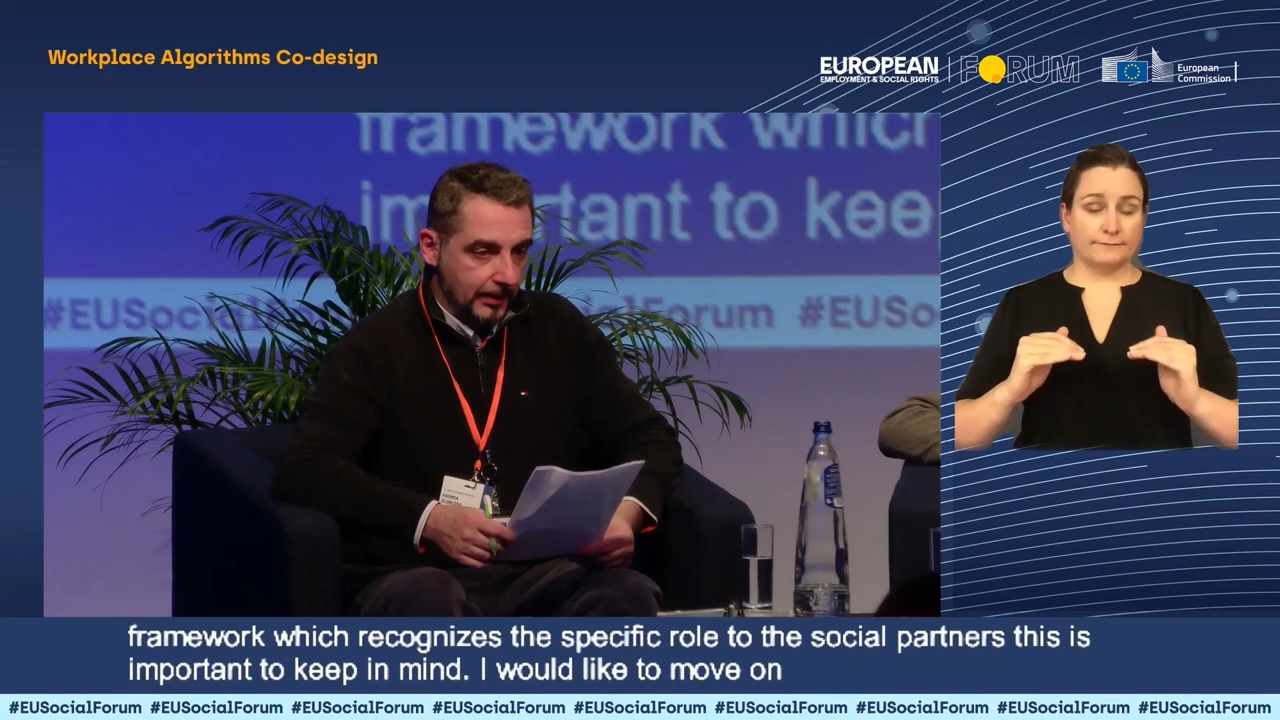 Workplace Algorithms Co-design
EUROPEAN
EMPLOYMENT & SOCIAL RIGHTS
FORUM
European
Commission
framework which
important to kee
#EUSocialForum #EUSo
ANDREA
framework which recognizes the specific role to the social partners this is
important to keep in mind. I would like to move on
#EUSocialForum #EUSocialForum #EUSocialForum #EUSocialForum #EUSocialForum #EUSocialForum #EUSocialForum #EUSocialForum #EUSocialForum